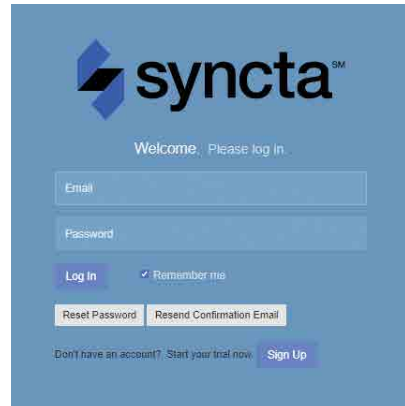 syncta SM
Welcome. Please log in.
Email
Password
Log In Remember me
Reset Password Resend Confirmation Email
Don't have an account? Start your trial now. Sign Up